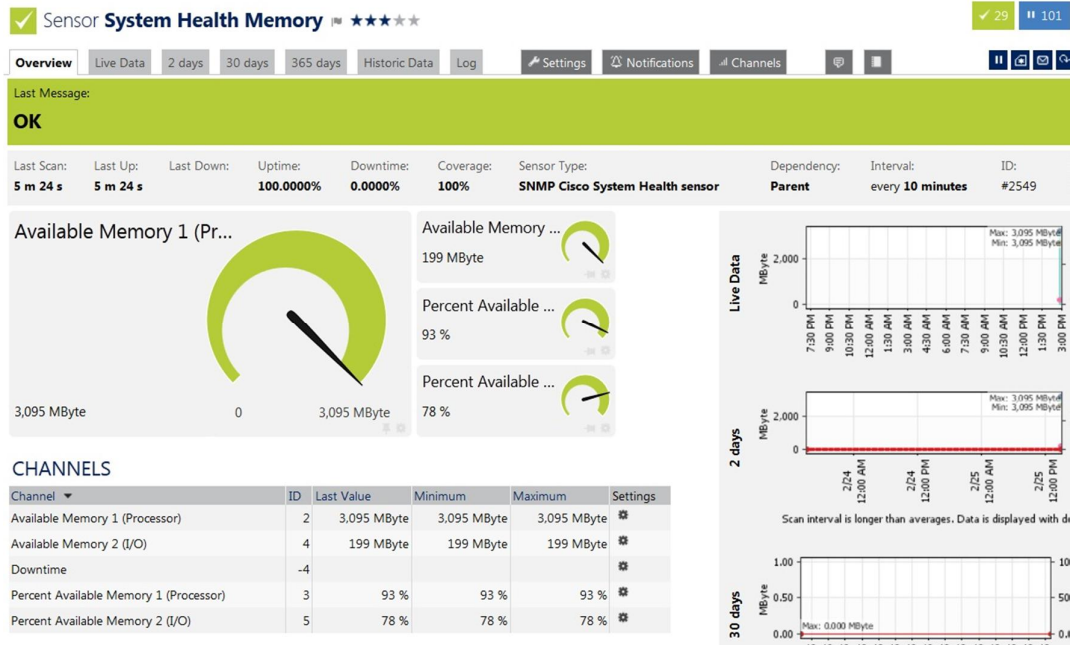 Sensor System Health Memory
29
101
Overview Live Data 2 days 30 days 365 days Historic Data Log Settings Notifications Channels
Last Message:
OK
Last Scan: Last Up: Last Down: Uptime: Downtime: Coverage: Sensor Type: Dependency: Interval: ID:
5 m 24 s 5 m 24 s 100.0000% 0.0000% 100% SNMP Cisco System Health sensor Parent every 10 minutes #2549
Available Memory 1 (Pr...
3,095 MByte 0 3,095 MByte
Available Memory ...
199 MByte
Percent Available ...
93 %
Percent Available ...
78 %
CHANNELS
Channel ID Last Value Minimum Maximum Settings
Available Memory 1 (Processor) 2 3,095 MByte 3,095 MByte 3,095 MByte
Available Memory 2 (I/O) 4 199 MByte 199 MByte 199 MByte
Downtime -4
Percent Available Memory 1 (Processor) 3 93 % 93 % 93 %
Percent Available Memory 2 (I/O) 5 78 % 78 % 78 %
Live Data
MByte
2,000
0
Max: 3,095 MByte
Min: 3,095 MByte
7:30 PM 9:00 PM 10:30 PM 12:00 AM 1:30 AM 3:00 AM 4:30 AM 6:00 AM 7:30 AM 9:00 AM 10:30 AM 12:00 PM 1:30 PM 3:00 PM
2 days
MByte
2,000
0
Max: 3,095 MByte
Min: 3,095 MByte
2/24 12:00 AM
2/24 12:00 PM
2/25 12:00 AM
2/25 12:00 PM
Scan interval is longer than averages. Data is displayed with de
30 days
MByte
1.00
0.50
0.00
Max: 0.000 MByte